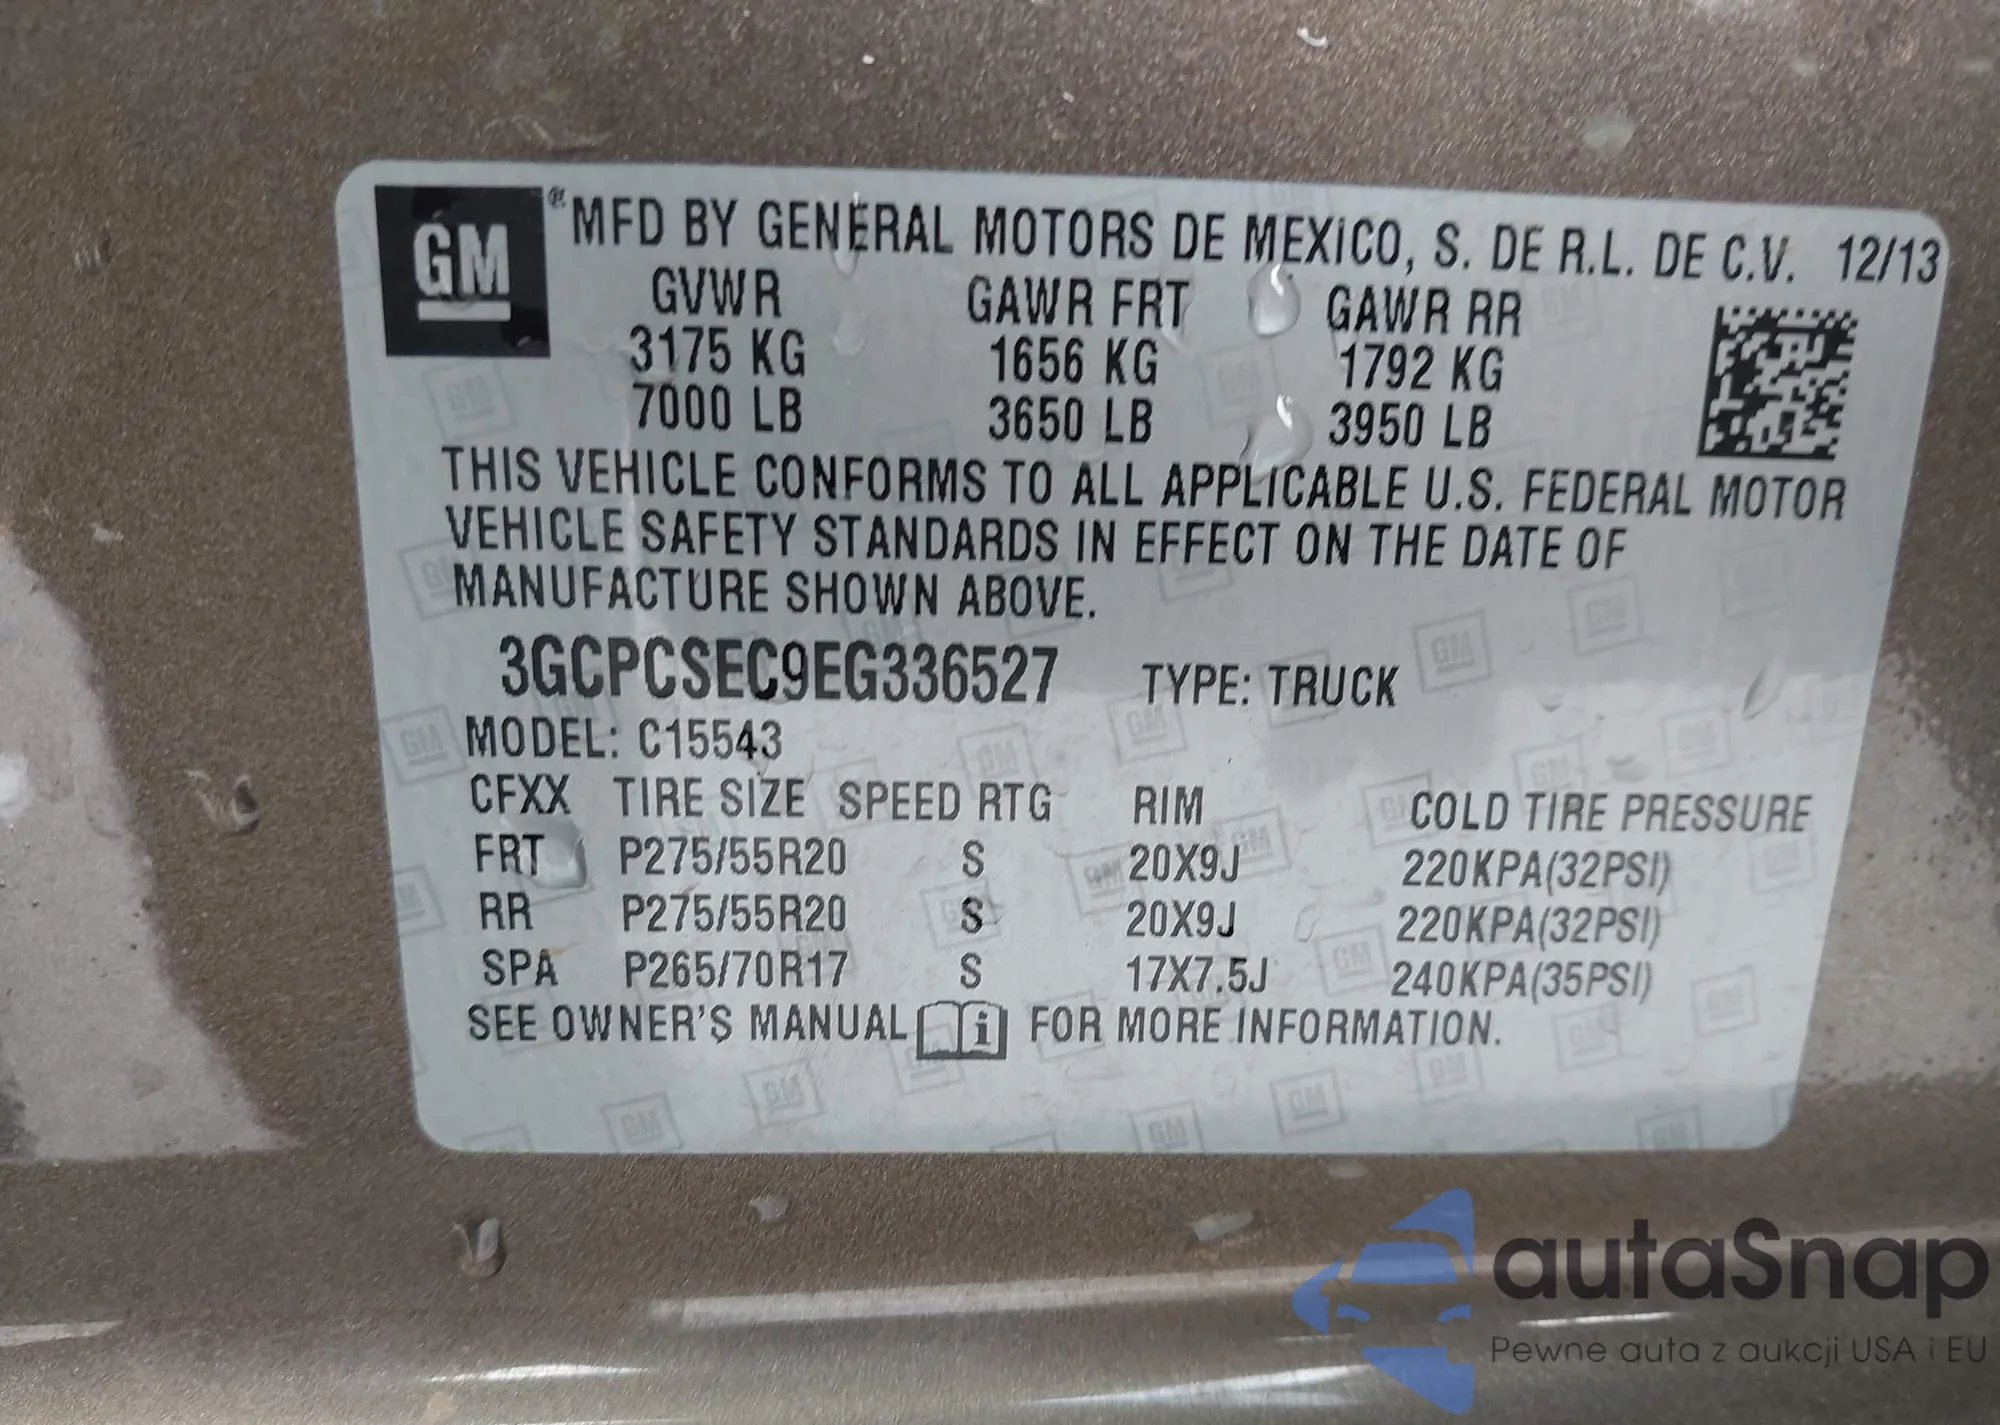 GM ® MFD BY GENERAL MOTORS DE MEXICO, S. DE R.L. DE C.V. 12/13
GVWR GAWR FRT GAWR RR
3175 KG 1656 KG 1792 KG
7000 LB 3650 LB 3950 LB
THIS VEHICLE CONFORMS TO ALL APPLICABLE U.S. FEDERAL MOTOR
VEHICLE SAFETY STANDARDS IN EFFECT ON THE DATE OF
MANUFACTURE SHOWN ABOVE.
3GCPCSEC9EG336527 TYPE: TRUCK
MODEL: C15543
CFXX TIRE SIZE SPEED RTG RIM COLD TIRE PRESSURE
FRT P275/55R20 S 20X9J 220KPA(32PSI)
RR P275/55R20 S 20X9J 220KPA(32PSI)
SPA P265/70R17 S 17X7.5J 240KPA(35PSI)
SEE OWNER'S MANUAL i FOR MORE INFORMATION.
autaSnap
Pewne auta z aukcji USA i EU